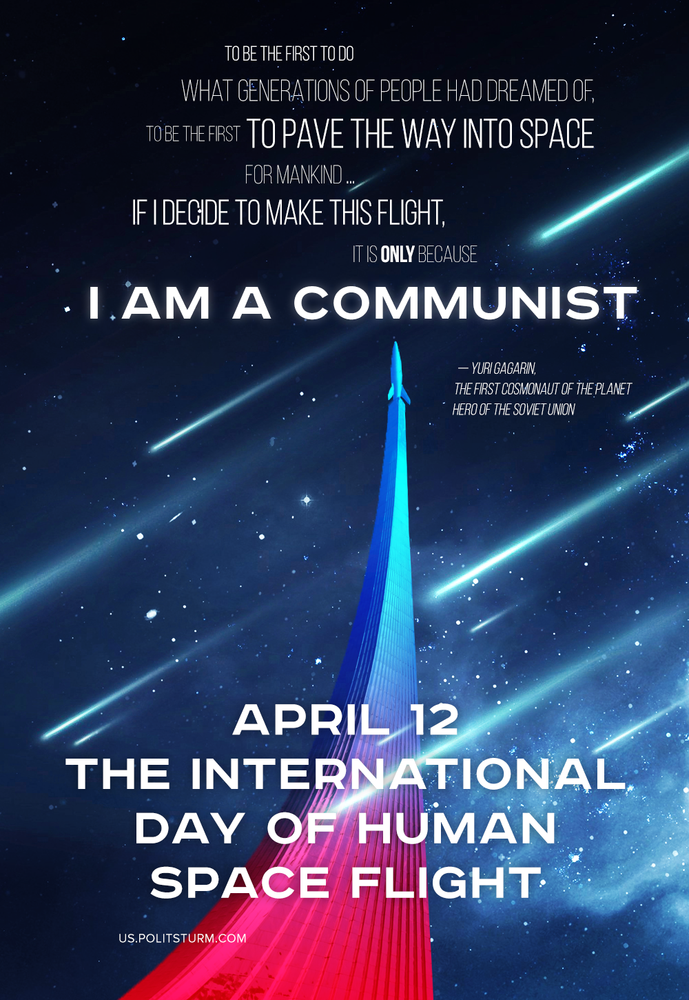 TO BE THE FIRST TO DO
WHAT GENERATIONS OF PEOPLE HAD DREAMED OF,
TO BE THE FIRST TO PAVE THE WAY INTO SPACE
FOR MANKIND ...
IF I DECIDE TO MAKE THIS FLIGHT,
IT IS ONLY BECAUSE
I AM A COMMUNIST
— YURI GAGARIN,
THE FIRST COSMONAUT OF THE PLANET
HERO OF THE SOVIET UNION
APRIL 12
THE INTERNATIONAL
DAY OF HUMAN
SPACE FLIGHT
US.POLITSTURM.COM